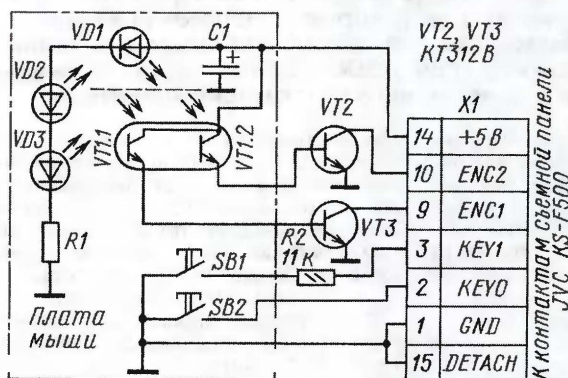 VD1
C1
+
VT2, VT3
КТ312В
VD2
VT2
X1
VD3
VT1.1
VT1.2
14 +5В
10 ENC2
9 ENC1
R1
VT3
R2
11 к
3 KEY1
SB1
2 KEY0
SB2
1 GND
Плата
мыши
15 DETACH
К контактам съемной панели
JVC KS-F500